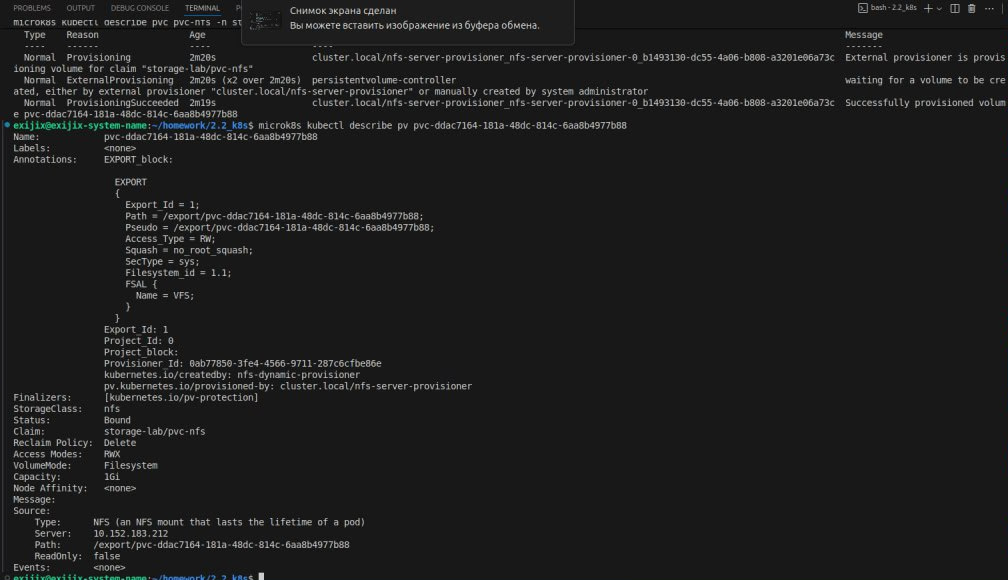 PROBLEMS OUTPUT DEBUG CONSOLE TERMINAL
bash - 2.2_k8s
Снимок экрана сделан
Вы можете вставить изображение из буфера обмена.
microk8s kubectl describe pvc pvc-nfs -n st
Type Reason Age Message
---- ------ ---- ---- -------
Normal Provisioning 2m20s cluster.local/nfs-server-provisioner_nfs-server-provisioner-0_b1493130-dc55-4a06-b808-a3201e06a73c External provisioner is provis
ioning volume for claim "storage-lab/pvc-nfs"
Normal ExternalProvisioning 2m20s (x2 over 2m20s) persistentvolume-controller waiting for a volume to be cre
ated, either by external provisioner "cluster.local/nfs-server-provisioner" or manually created by system administrator
Normal ProvisioningSucceeded 2m19s cluster.local/nfs-server-provisioner_nfs-server-provisioner-0_b1493130-dc55-4a06-b808-a3201e06a73c Successfully provisioned volum
e pvc-ddac7164-181a-48dc-814c-6aa8b4977b88
exijix@exijix-system-name:~/homework/2.2_k8s$ microk8s kubectl describe pv pvc-ddac7164-181a-48dc-814c-6aa8b4977b88
Name: pvc-ddac7164-181a-48dc-814c-6aa8b4977b88
Labels: <none>
Annotations: EXPORT_block:
EXPORT
{
Export_Id = 1;
Path = /export/pvc-ddac7164-181a-48dc-814c-6aa8b4977b88;
Pseudo = /export/pvc-ddac7164-181a-48dc-814c-6aa8b4977b88;
Access_Type = RW;
Squash = no_root_squash;
SecType = sys;
Filesystem_id = 1.1;
FSAL {
Name = VFS;
}
}
Export_Id: 1
Project_Id: 0
Project_block:
Provisioner_Id: 0ab77850-3fe4-4566-9711-287c6cfbe86e
kubernetes.io/createdby: nfs-dynamic-provisioner
pv.kubernetes.io/provisioned-by: cluster.local/nfs-server-provisioner
Finalizers: [kubernetes.io/pv-protection]
StorageClass: nfs
Status: Bound
Claim: storage-lab/pvc-nfs
Reclaim Policy: Delete
Access Modes: RWX
VolumeMode: Filesystem
Capacity: 1Gi
Node Affinity: <none>
Message:
Source:
Type: NFS (an NFS mount that lasts the lifetime of a pod)
Server: 10.152.183.212
Path: /export/pvc-ddac7164-181a-48dc-814c-6aa8b4977b88
ReadOnly: false
Events: <none>
exijix@exijix-system-name:~/homework/2.2_k8s$